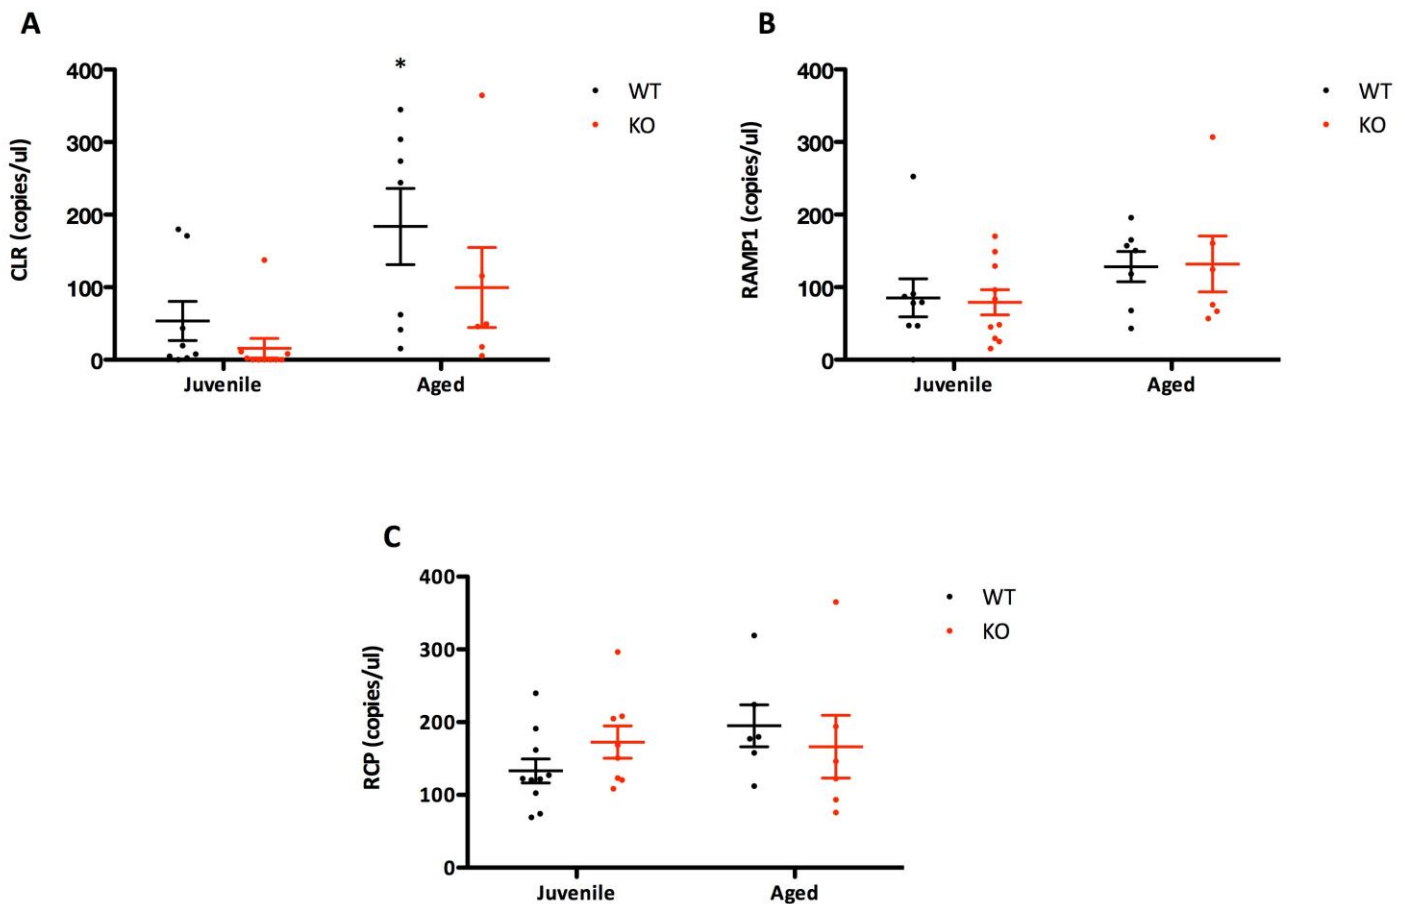 A
*
400
300
200
100
0
CLR (copies/ul)
Juvenile
Aged
WT
KO
B
400
300
200
100
0
RAMP1 (copies/ul)
Juvenile
Aged
WT
KO
C
400
300
200
100
0
RCP (copies/ul)
Juvenile
Aged
WT
KO